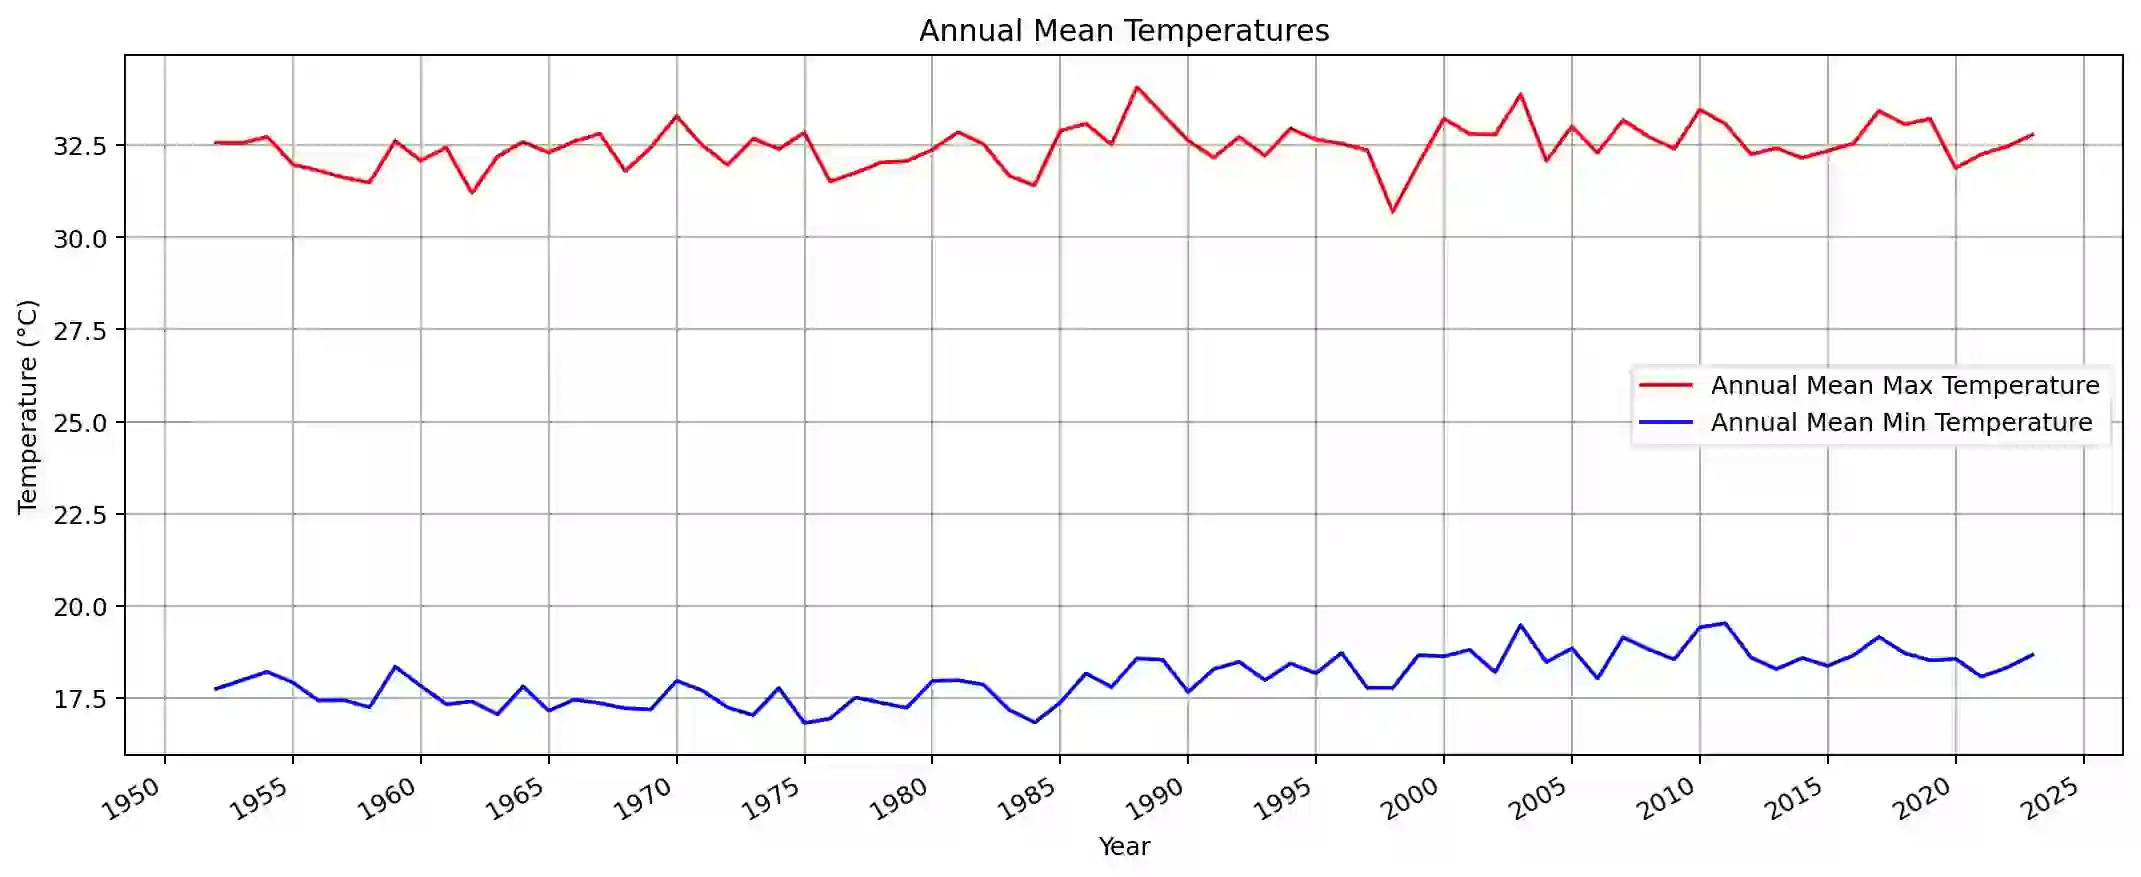 Annual Mean Temperatures
32.5
30.0
27.5
25.0
22.5
20.0
17.5
Temperature (°C)
Annual Mean Max Temperature
Annual Mean Min Temperature
1950 1955 1960 1965 1970 1975 1980 1985 1990 1995 2000 2005 2010 2015 2020 2025
Year